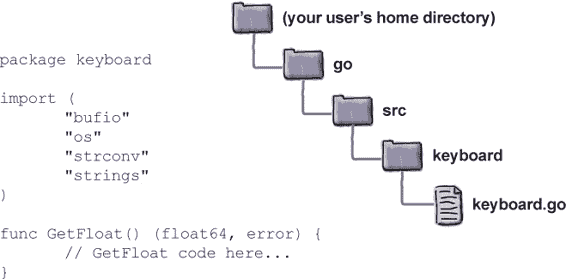 (your user's home directory)
go
src
keyboard
keyboard.go
package keyboard
import (
"bufio"
"os"
"strconv"
"strings"
)
func GetFloat() (float64, error) {
// GetFloat code here...
}